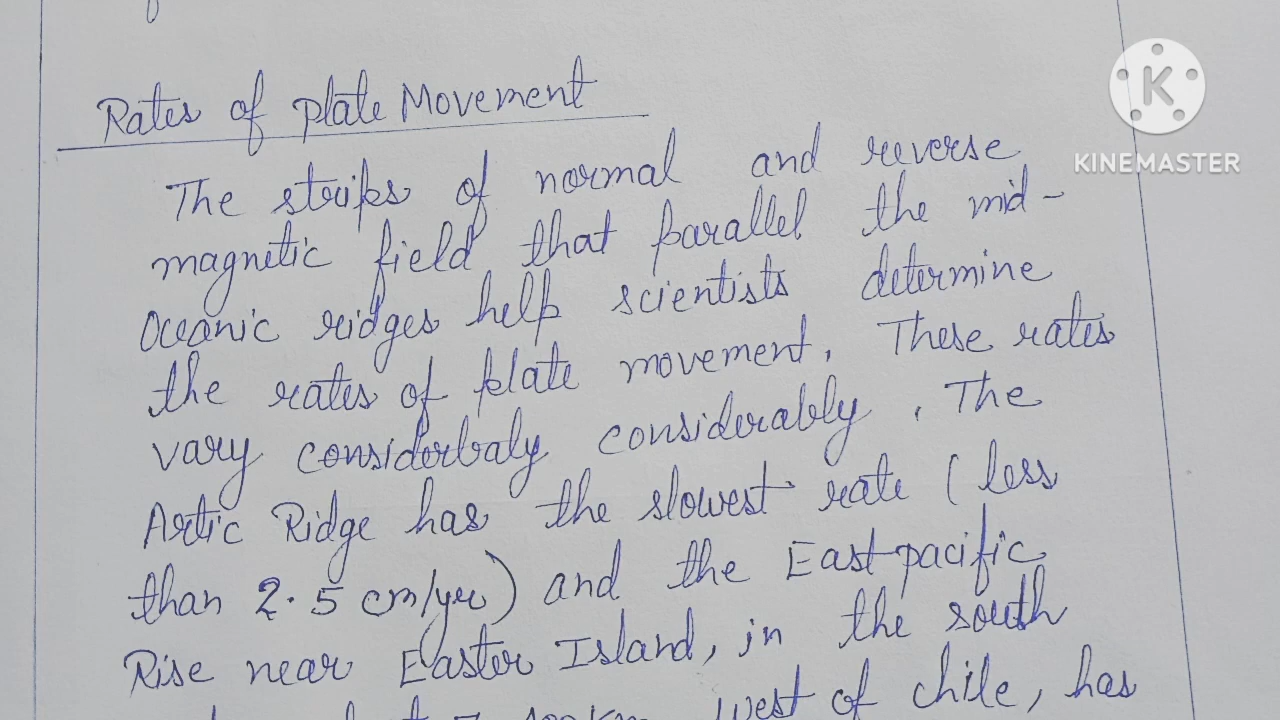 Rates of plate Movement
K
KINEMASTER
The strips of normal and reverse
magnetic field that parallel the mid-
Oceanic ridges help scientists determine
the rates of plate movement. These rates
vary considerbaly considerably. The
Artic Ridge has the slowest rate (less
than 2.5 cm/yr) and the East pacific
Rise near Easter Island, in the south
west of chile, has